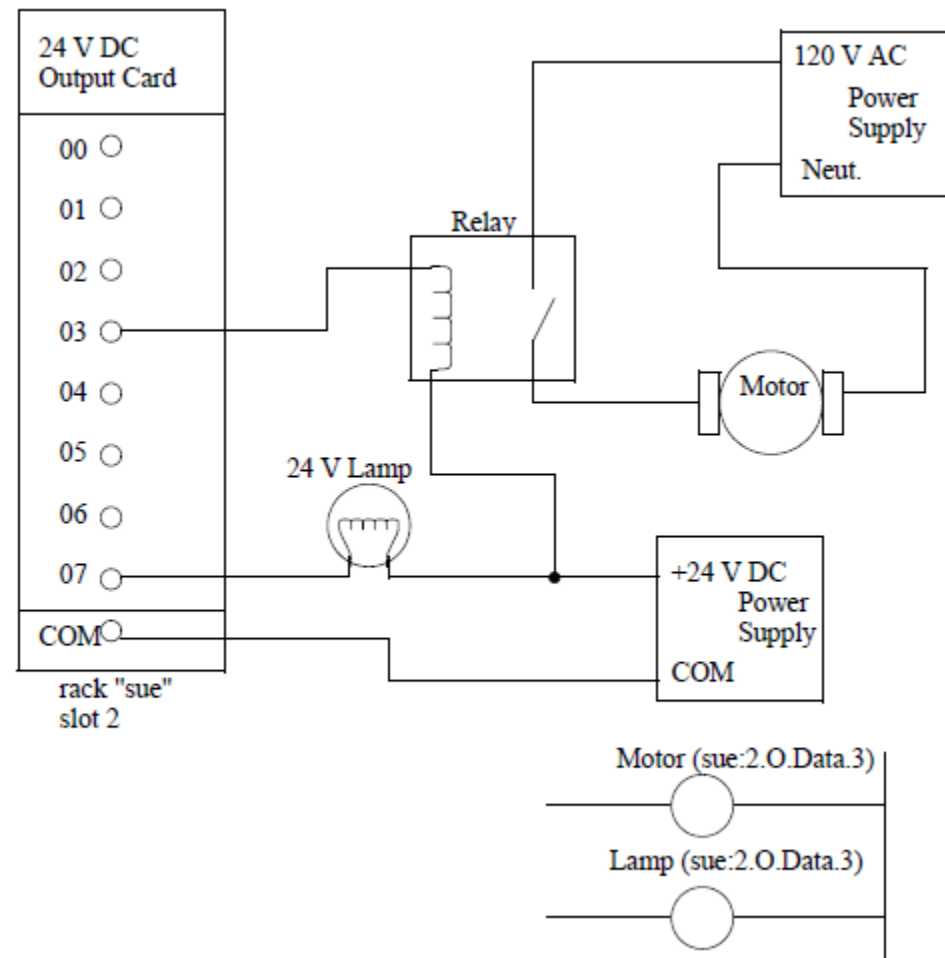 24 V DC
Output Card
00
01
02
03
04
05
06
07
COM
rack "sue"
slot 2
Relay
24 V Lamp
120 V AC
Power
Supply
Neut.
Motor
+24 V DC
Power
Supply
COM
Motor (sue:2.O.Data.3)
Lamp (sue:2.O.Data.3)